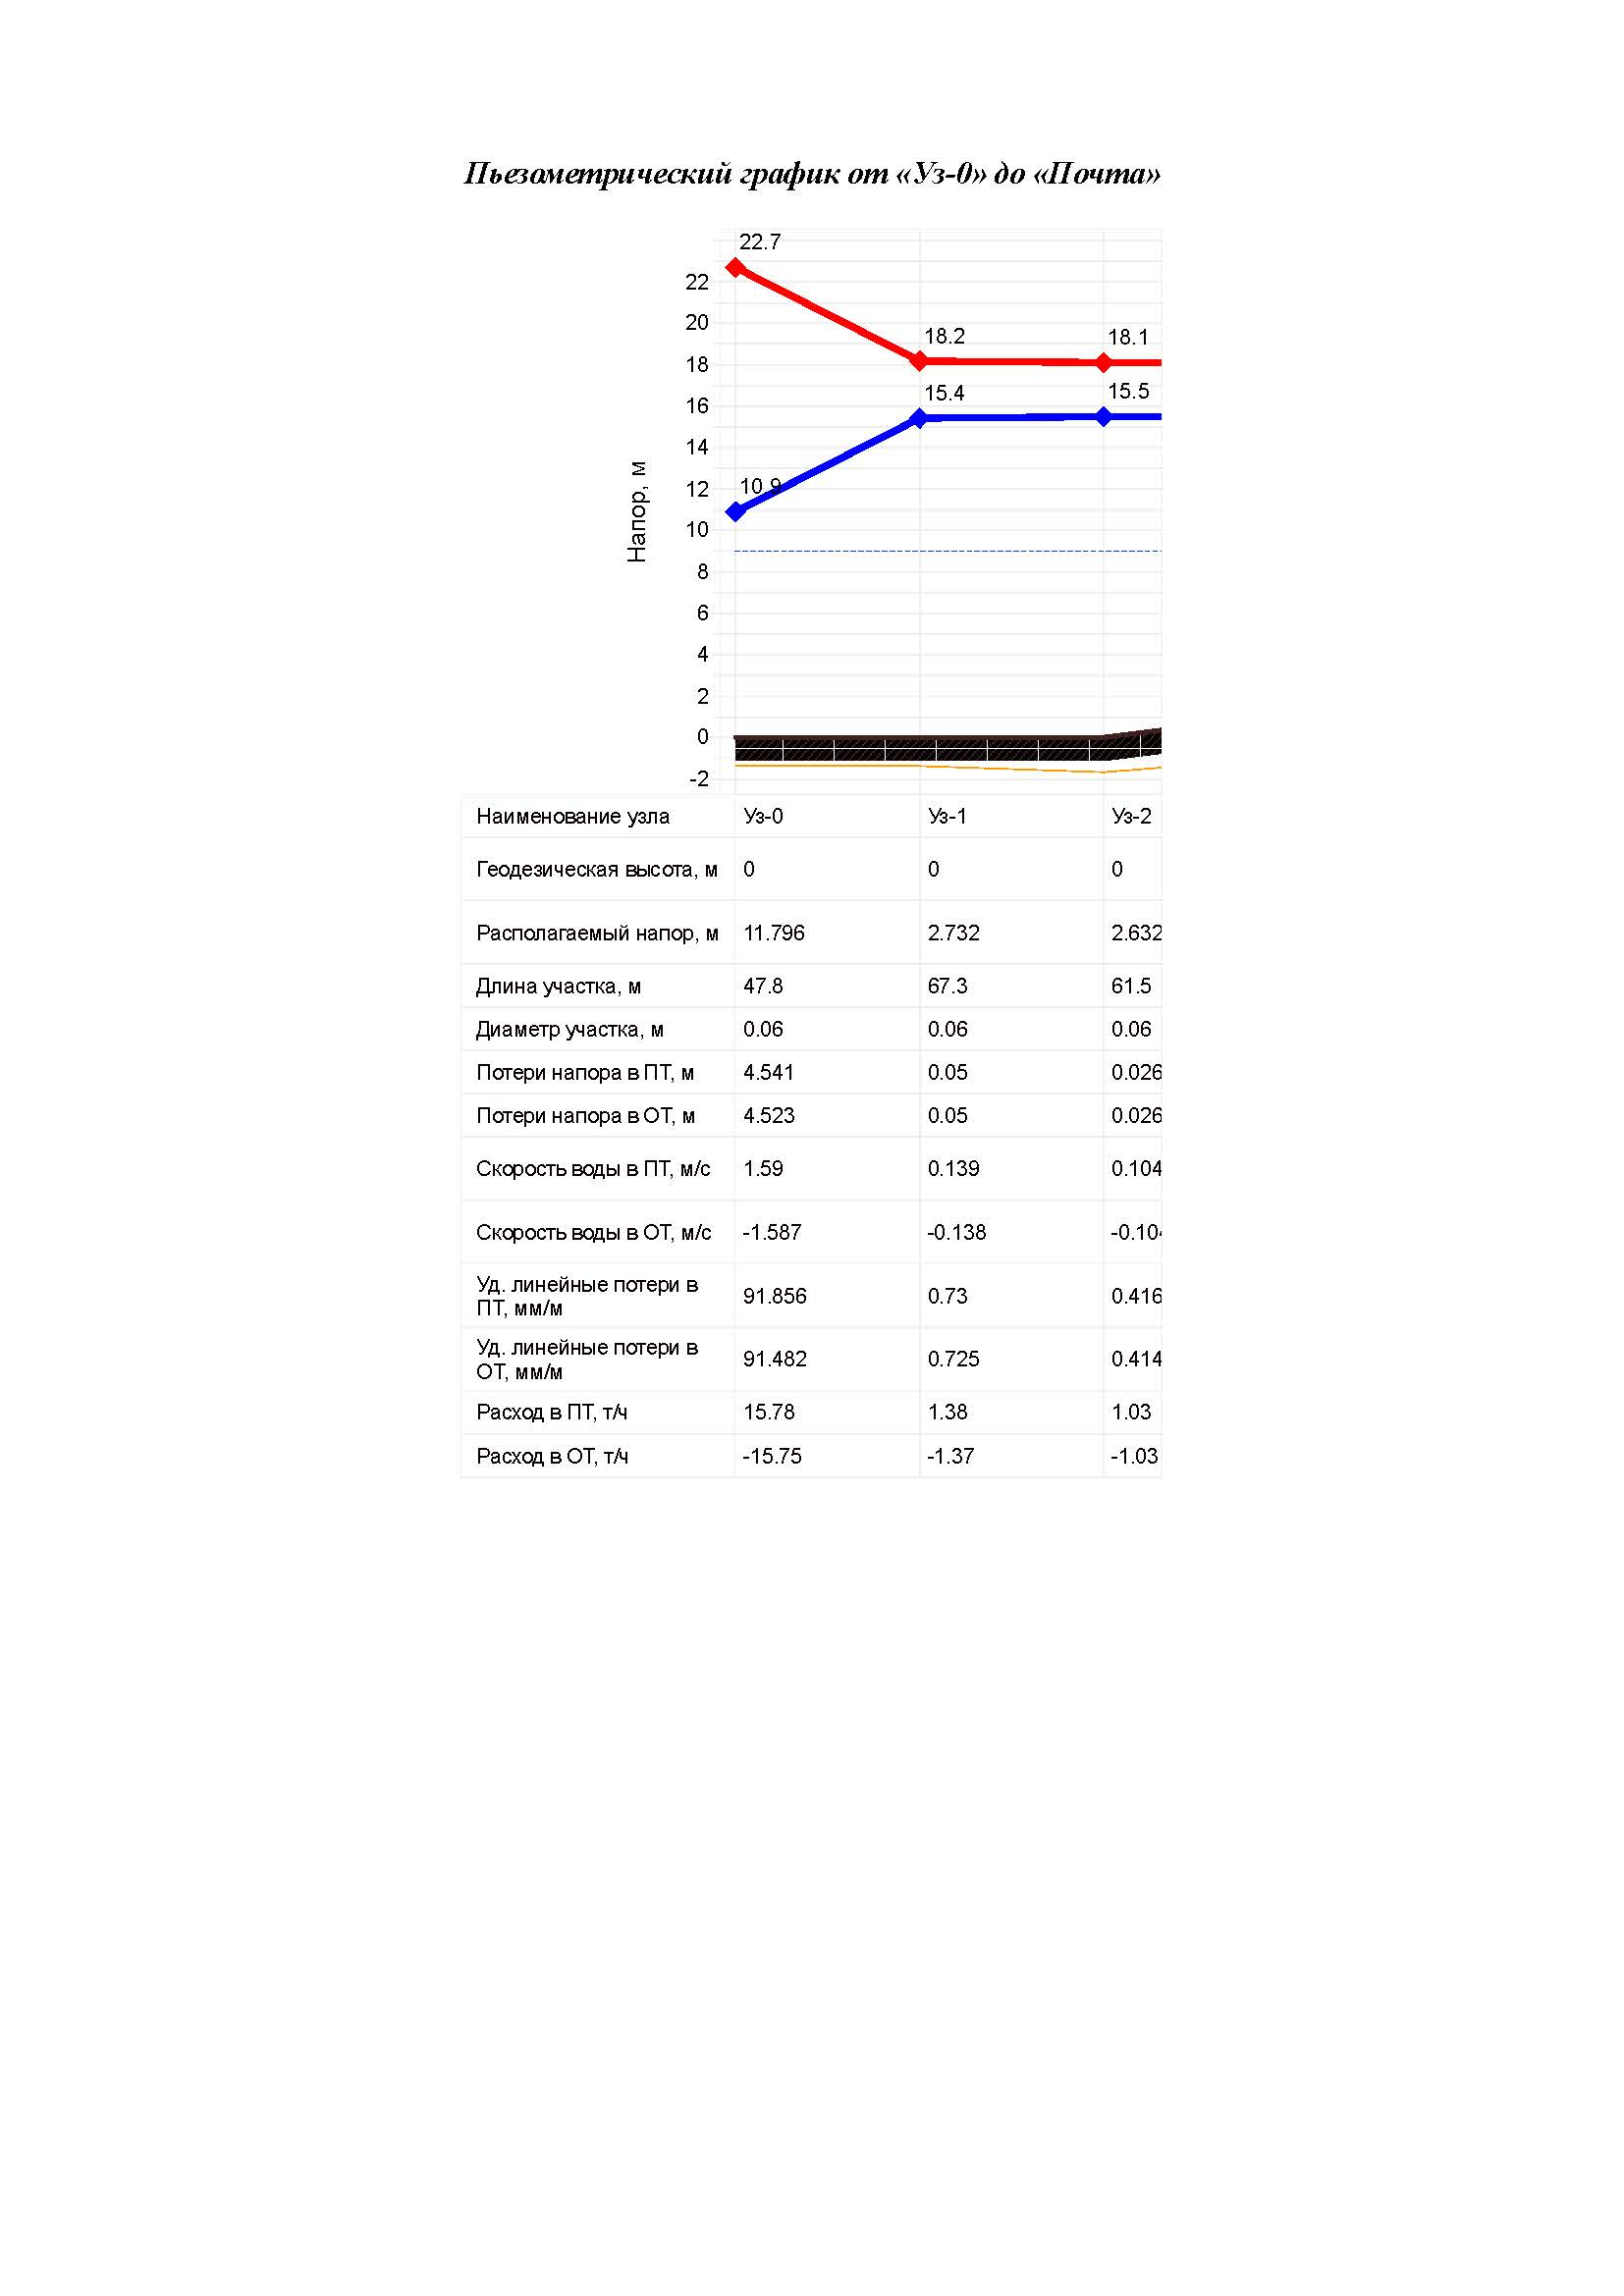 Пьезометрический график от «Уз-0» до «Почта»
22.7
22
20
18.2
18.1
18
15.4
15.5
16
14
Напор, м
10.9
12
10
8
6
4
2
0
-2
Наименование узла Уз-0 Уз-1 Уз-2
Геодезическая высота, м 0 0 0
Располагаемый напор, м 11.796 2.732 2.632
Длина участка, м 47.8 67.3 61.5
Диаметр участка, м 0.06 0.06 0.06
Потери напора в ПТ, м 4.541 0.05 0.026
Потери напора в ОТ, м 4.523 0.05 0.026
Скорость воды в ПТ, м/с 1.59 0.139 0.104
Скорость воды в ОТ, м/с -1.587 -0.138
Уд. линейные потери в
ПТ, мм/м 91.856 0.73 0.416
Уд. линейные потери в
ОТ, мм/м 91.482 0.725 0.414
Расход в ПТ, т/ч 15.78 1.38 1.03
Расход в ОТ, т/ч -15.75 -1.37 -1.03